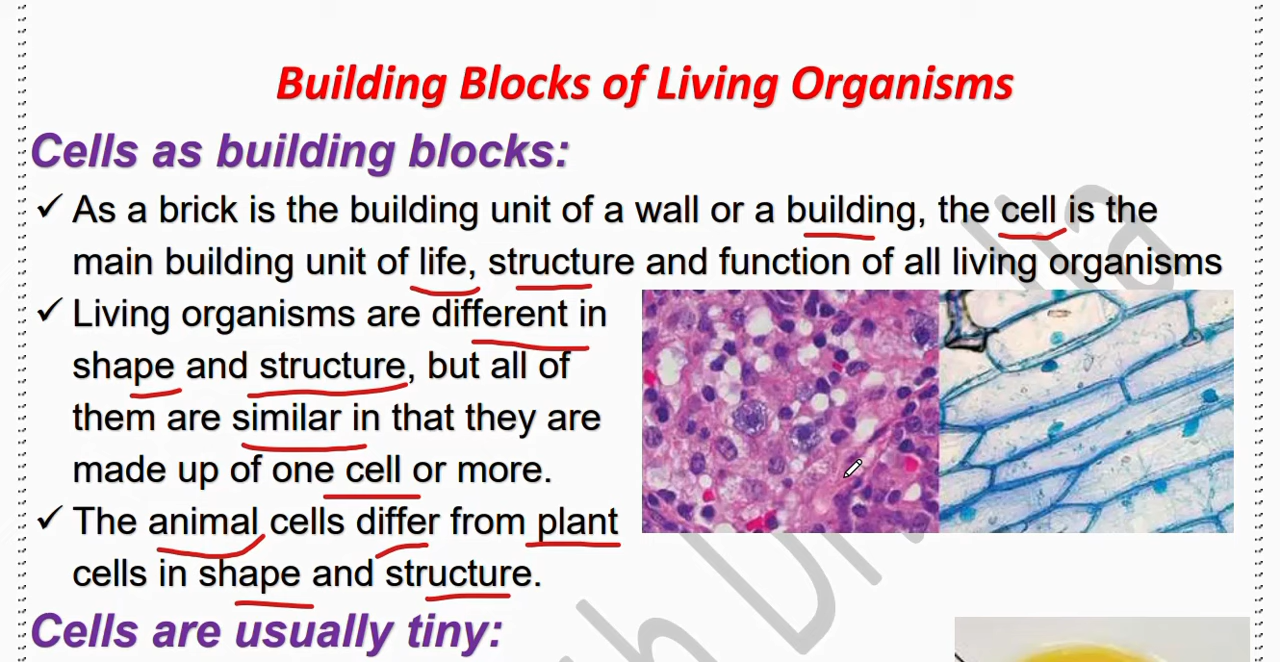 Building Blocks of Living Organisms
Cells as building blocks:
✓ As a brick is the building unit of a wall or a building, the cell is the
main building unit of life, structure and function of all living organisms
✓ Living organisms are different in
shape and structure, but all of
them are similar in that they are
made up of one cell or more.
✓ The animal cells differ from plant
cells in shape and structure.
Cells are usually tiny: